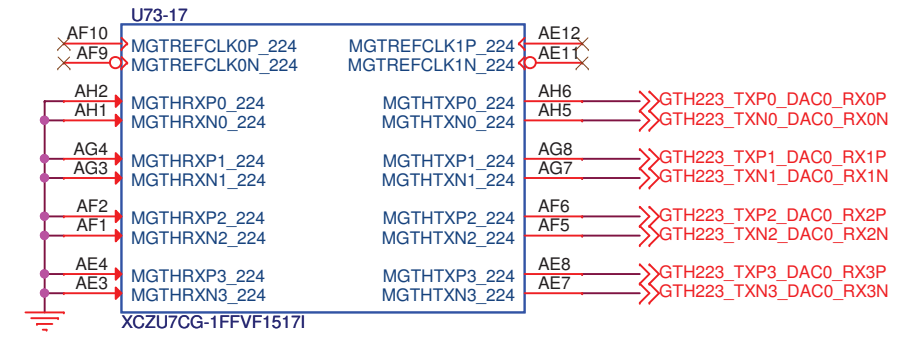 U73-17
AF10 MGTREFCLK0P_224 MGTREFCLK1P_224 AE12
AF9 MGTREFCLK0N_224 MGTREFCLK1N_224 AE11
AH2 MGTHRXP0_224 MGTHTXP0_224 AH6 GTH223_TXP0_DAC0_RX0P
AH1 MGTHRXN0_224 MGTHTXN0_224 AH5 GTH223_TXN0_DAC0_RX0N
AG4 MGTHRXP1_224 MGTHTXP1_224 AG8 GTH223_TXP1_DAC0_RX1P
AG3 MGTHRXN1_224 MGTHTXN1_224 AG7 GTH223_TXN1_DAC0_RX1N
AF2 MGTHRXP2_224 MGTHTXP2_224 AF6 GTH223_TXP2_DAC0_RX2P
AF1 MGTHRXN2_224 MGTHTXN2_224 AF5 GTH223_TXN2_DAC0_RX2N
AE4 MGTHRXP3_224 MGTHTXP3_224 AE8 GTH223_TXP3_DAC0_RX3P
AE3 MGTHRXN3_224 MGTHTXN3_224 AE7 GTH223_TXN3_DAC0_RX3N
XCZU7CG-1FFVF1517I